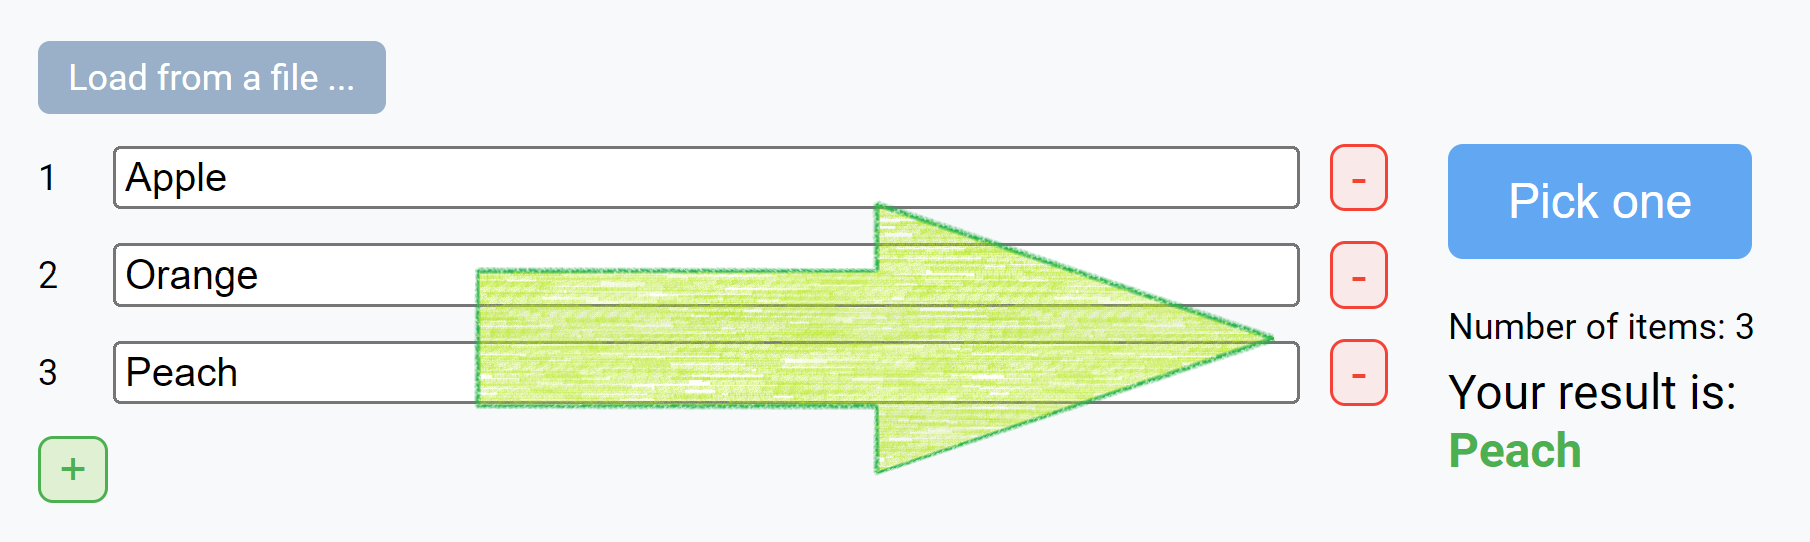 Load from a file ...
1 Apple -
2 Orange -
3 Peach -
+
Pick one
Number of items: 3
Your result is:
Peach